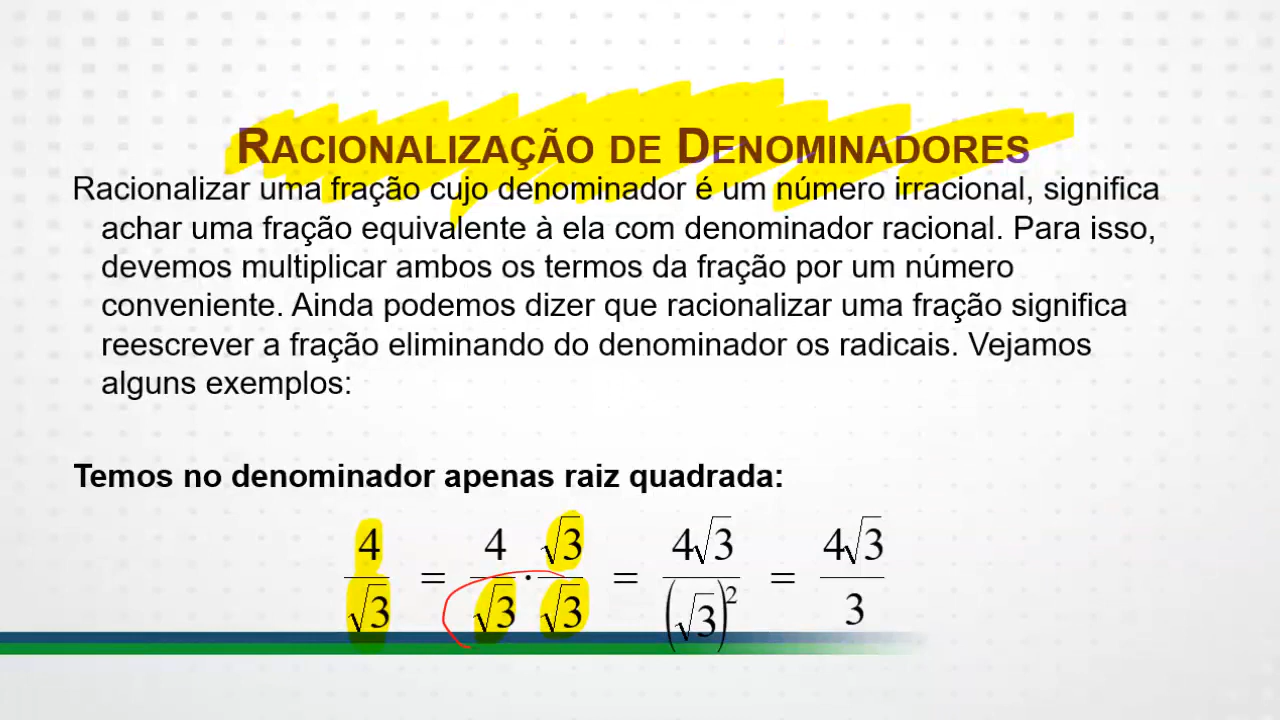 RACIONALIZAÇÃO DE DENOMINADORES
Racionalizar uma fração cujo denominador é um número irracional, significa
achar uma fração equivalente à ela com denominador racional. Para isso,
devemos multiplicar ambos os termos da fração por um número
conveniente. Ainda podemos dizer que racionalizar uma fração significa
reescrever a fração eliminando do denominador os radicais. Vejamos
alguns exemplos:
Temos no denominador apenas raiz quadrada:
4/√3 = 4/√3 · √3/√3 = 4√3/(√3)² = 4√3/3